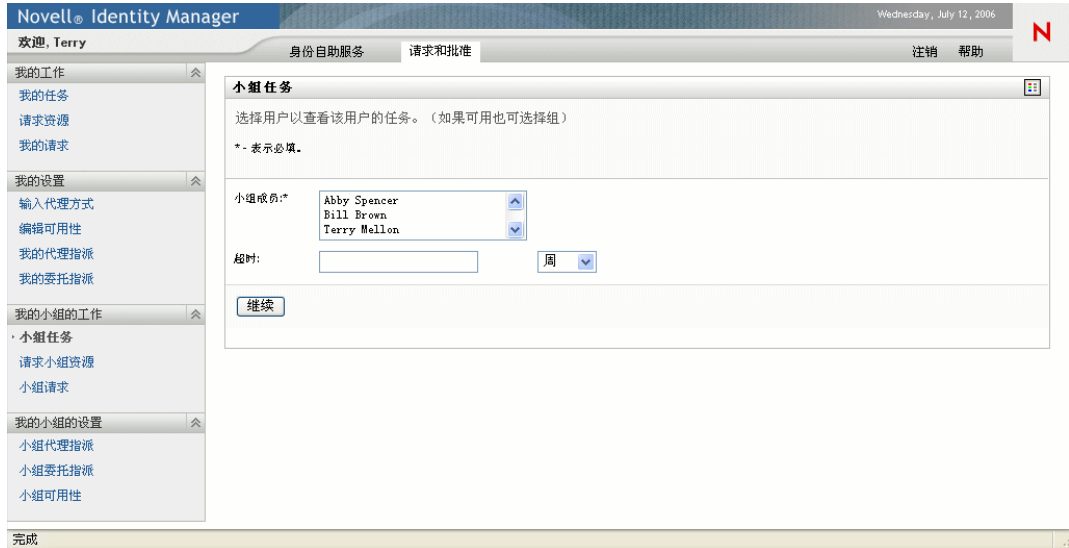 Novell® Identity Manager
Wednesday, July 12, 2006
N
欢迎, Terry
身份自助服务
请求和批准
注销
帮助
我的工作
我的任务
请求资源
我的请求
我的设置
输入代理方式
编辑可用性
我的代理指派
我的委托指派
我的小组的工作
小组任务
请求小组资源
小组请求
我的小组的设置
小组代理指派
小组委托指派
小组可用性
小组任务
选择用户以查看该用户的任务。（如果可用也可选择组）
*- 表示必填。
小组成员:*
Abby Spencer
Bill Brown
Terry Mellon
超时:
周
继续
完成